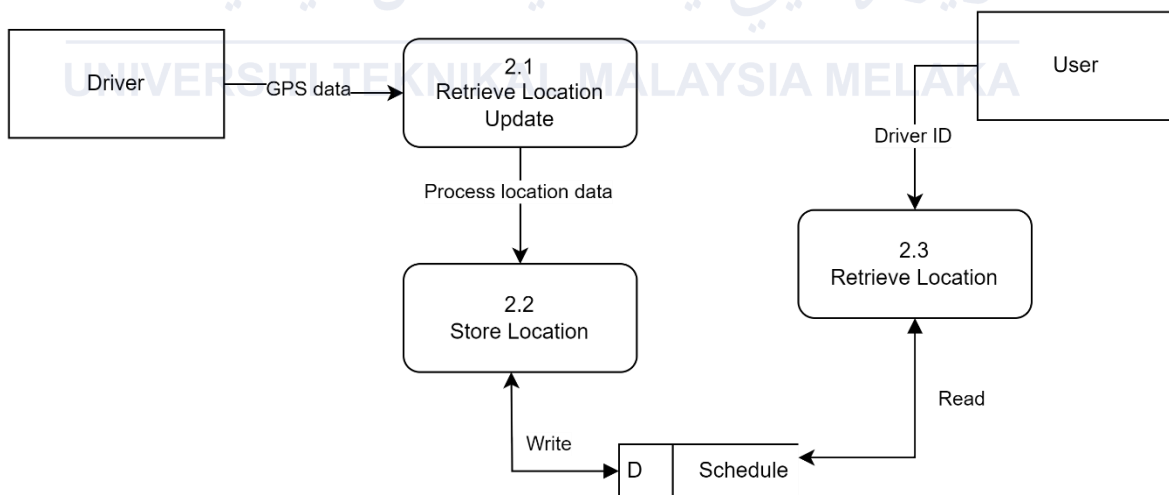 UNIVERSITI TEKNIKAL MALAYSIA MELAKA
Driver
GPS data
2.1
Retrieve Location
Update
User
Driver ID
Process location data
2.2
Store Location
2.3
Retrieve Location
Write
Read
D
Schedule